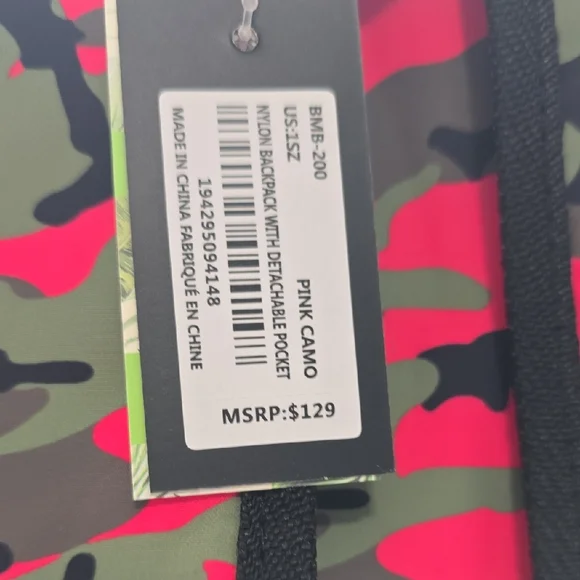 BMB-200
PINK CAMO
US:1SZ
NYLON BACKPACK WITH DETACHABLE POCKET
194295094148
MADE IN CHINA FABRIQUÉ EN CHINE
MSRP:$129